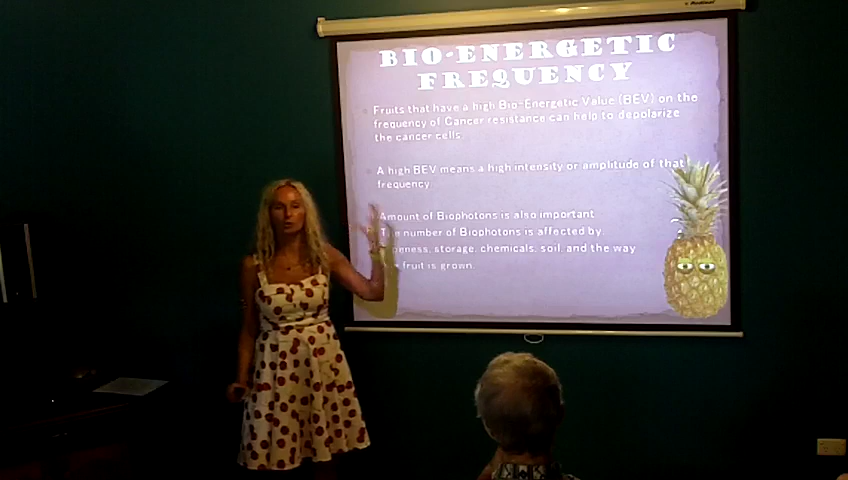 BIO-ENERGETIC
FREQUENCY
Fruits that have a high Bio-Energetic Value (BEV) on the
frequency of Cancer resistance can help to depolarize
the cancer cells.
A high BEV means a high intensity or amplitude of that
frequency.
Amount of Biophotons is also important
The number of Biophotons is affected by:
storage, chemicals, soil, and the way
fruit is grown.